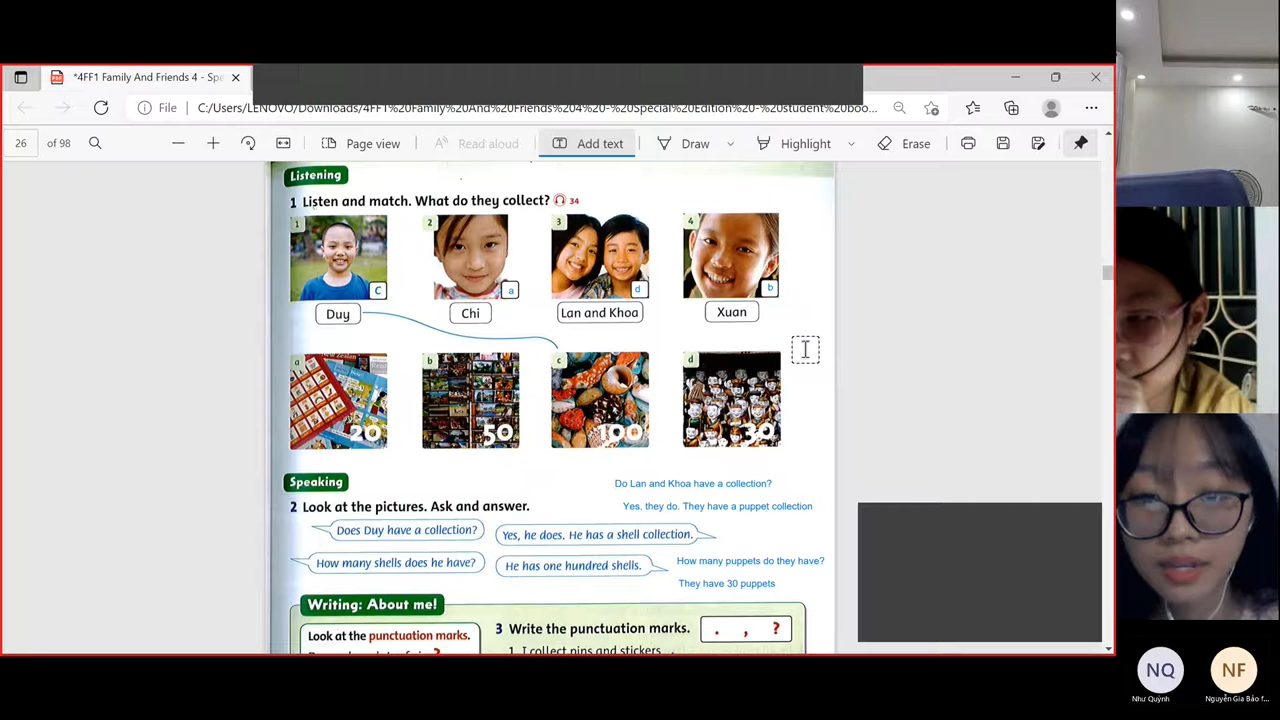 *4FF1 Family And Friends 4 - Spe
File C:/Users/LENOVO/Downloads/4FF1%20Family%20And%20Friends%204%20-%20Special%20Edition%20-%20student%20boo...
26 of 98 Page view Read aloud Add text Draw Highlight Erase
Listening
1 Listen and match. What do they collect? 34
1 2 3 4
C a d b
Duy Chi Lan and Khoa Xuan
a b c d
20 50 100 30
Speaking
Do Lan and Khoa have a collection?
2 Look at the pictures. Ask and answer.
Yes, they do. They have a puppet collection
Does Duy have a collection? Yes, he does. He has a shell collection.
How many shells does he have? He has one hundred shells.
How many puppets do they have?
They have 30 puppets
Writing: About me!
Look at the punctuation marks.
3 Write the punctuation marks. . , ?
1 I collect pins and stickers
NQ NF
Như Quỳnh Nguyễn Gia Bảo f...